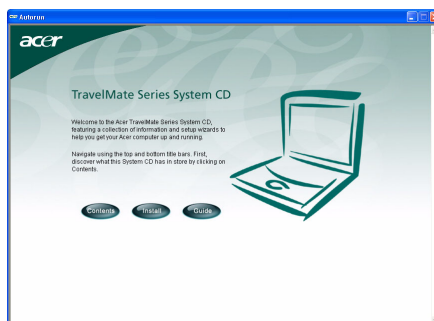 Autorun
acer
TravelMate Series System CD
Welcome to the Acer TravelMate Series System CD,
featuring a collection of information and setup wizards to
help you get your Acer computer up and running.
Navigate using the top and bottom title bars. First,
discover what this System CD has in store by clicking on
Contents.
Contents Install Guide